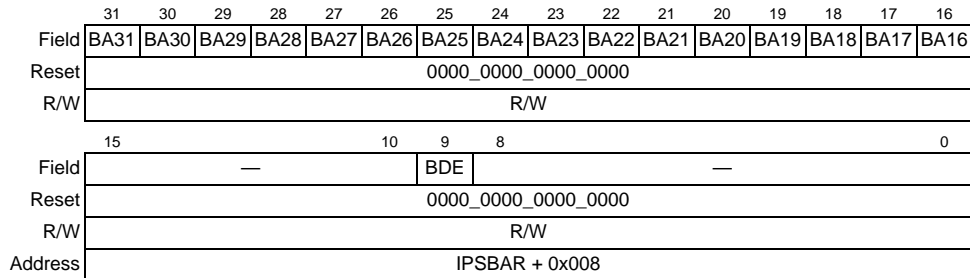 31 30 29 28 27 26 25 24 23 22 21 20 19 18 17 16
Field BA31 BA30 BA29 BA28 BA27 BA26 BA25 BA24 BA23 BA22 BA21 BA20 BA19 BA18 BA17 BA16
Reset 0000_0000_0000_0000
R/W R/W
15 10 9 8 0
Field — BDE —
Reset 0000_0000_0000_0000
R/W R/W
Address IPSBAR + 0x008